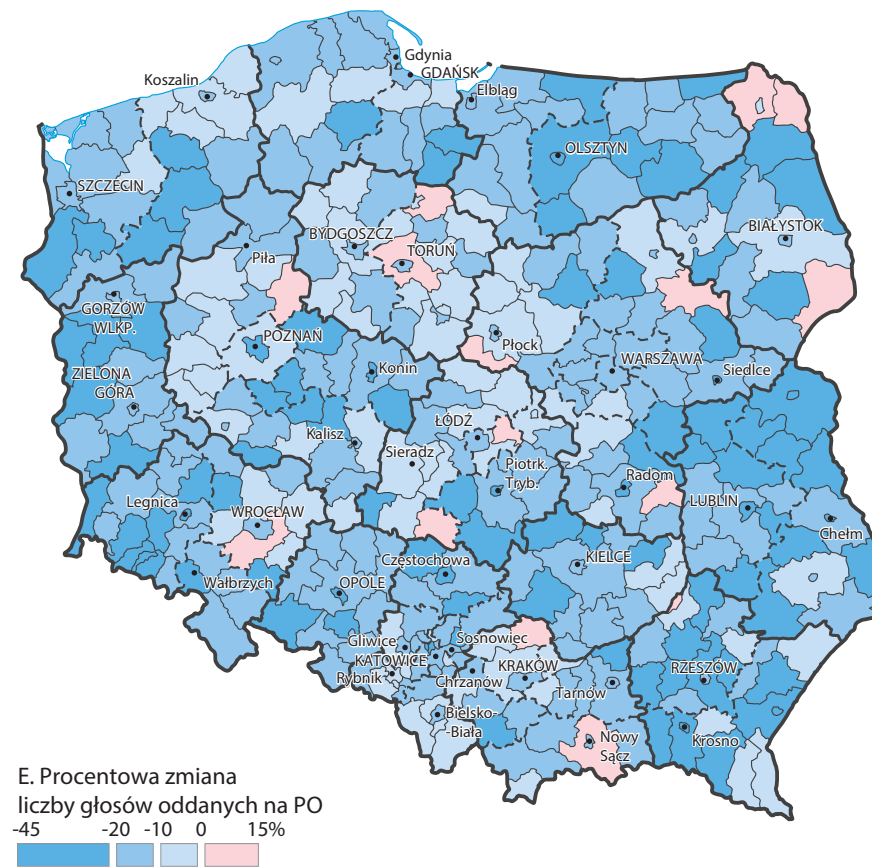 Gdynia
GDAŃSK
Koszalin
Elbląg
OLSZTYN
SZCZECIN
BIAŁYSTOK
BYDGOSZCZ
TORUŃ
Piła
GORZÓW
WLKP.
POZNAŃ
Płock
WARSZAWA
Siedlce
Konin
ZIELONA
GÓRA
Kalisz
ŁÓDŹ
Sieradz
Piotrk.
Tryb.
Radom
LUBLIN
Chełm
Legnica
WROCŁAW
Wałbrzych
Częstochowa
KIELCE
OPOLE
Gliwice
Sosnowiec
KATOWICE
Rybnik
Chrzanów
KRAKÓW
Tarnów
RZESZÓW
Bielsko-
-Biała
Nowy
Sącz
Krosno
E. Procentowa zmiana
liczby głosów oddanych na PO
-45 -20 -10 0 15%